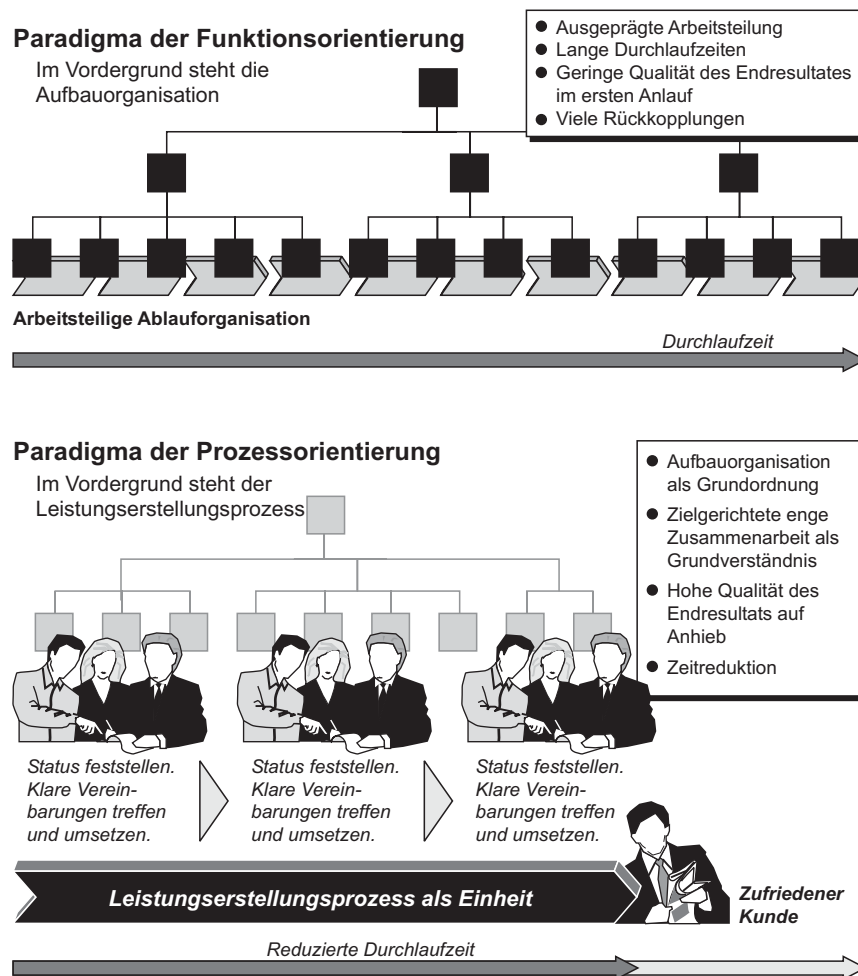 Paradigma der Funktionsorientierung
Im Vordergrund steht die
Aufbauorganisation
● Ausgeprägte Arbeitsteilung
● Lange Durchlaufzeiten
● Geringe Qualität des Endresultates
im ersten Anlauf
● Viele Rückkopplungen
Arbeitsteilige Ablauforganisation
Durchlaufzeit
Paradigma der Prozessorientierung
Im Vordergrund steht der
Leistungserstellungsprozess
● Aufbauorganisation
als Grundordnung
● Zielgerichtete enge
Zusammenarbeit als
Grundverständnis
● Hohe Qualität des
Endresultats auf
Anhieb
● Zeitreduktion
Status feststellen.
Klare Verein-
barungen treffen
und umsetzen.
Status feststellen.
Klare Verein-
barungen treffen
und umsetzen.
Status feststellen.
Klare Verein-
barungen treffen
und umsetzen.
Leistungserstellungsprozess als Einheit
Zufriedener
Kunde
Reduzierte Durchlaufzeit